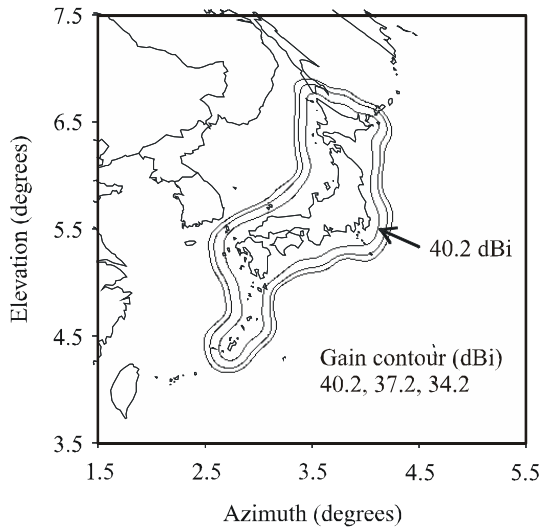 7.5
6.5
5.5
4.5
3.5
Elevation (degrees)
40.2 dBi
Gain contour (dBi)
40.2, 37.2, 34.2
1.5 2.5 3.5 4.5 5.5
Azimuth (degrees)